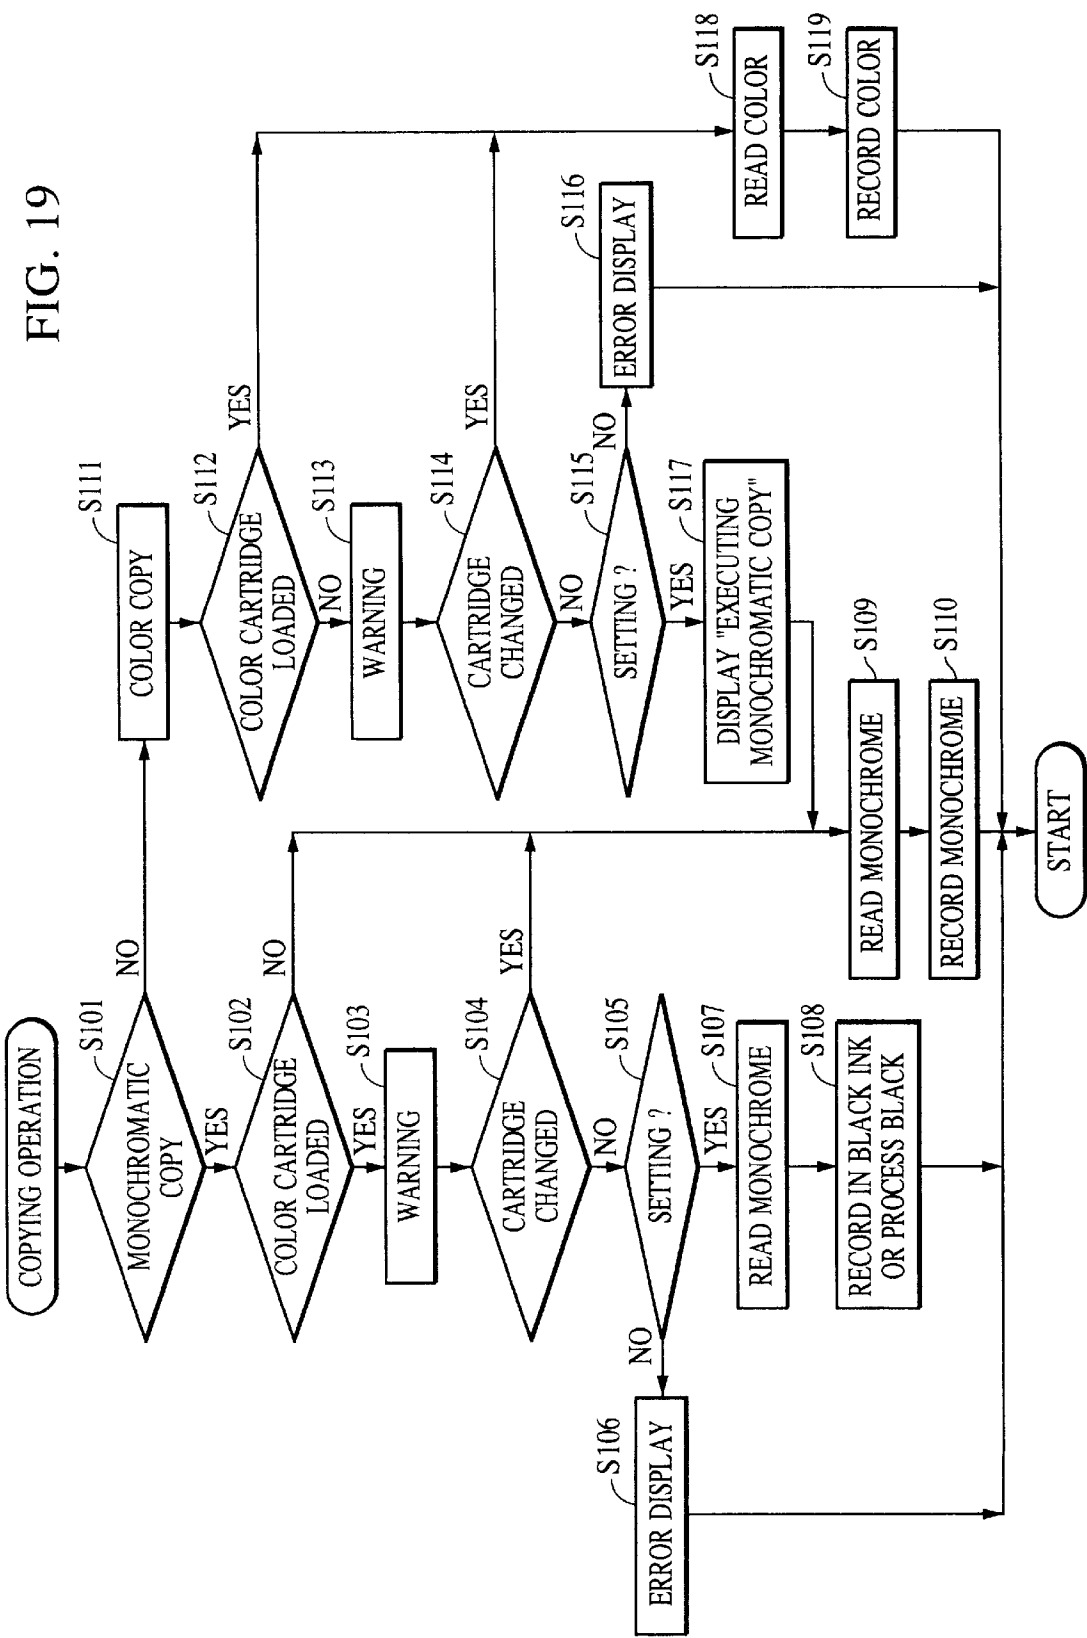 FIG. 19
COPYING OPERATION
S101
MONOCHROMATIC
COPY
NO
YES
S102
COLOR CARTRIDGE
LOADED
NO
YES
S103
WARNING
S104
CARTRIDGE
CHANGED
YES
NO
S105
SETTING ?
NO
YES
S106
ERROR DISPLAY
S107
READ MONOCHROME
S108
RECORD IN BLACK INK
OR PROCESS BLACK
S111
COLOR COPY
S112
COLOR CARTRIDGE
LOADED
YES
NO
S113
WARNING
S114
CARTRIDGE
CHANGED
YES
NO
S115
SETTING ?
NO
YES
S116
ERROR DISPLAY
S117
DISPLAY "EXECUTING
MONOCHROMATIC COPY"
S109
READ MONOCHROME
S110
RECORD MONOCHROME
S118
READ COLOR
S119
RECORD COLOR
START